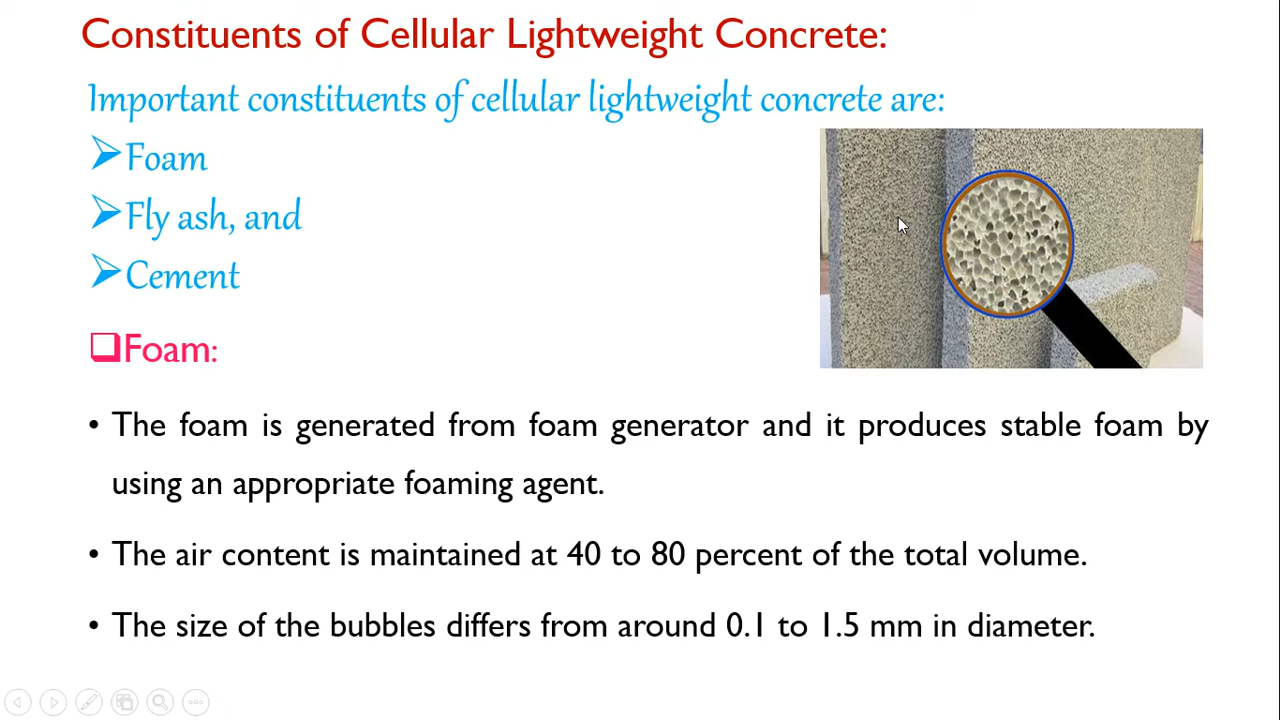 Constituents of Cellular Lightweight Concrete:
Important constituents of cellular lightweight concrete are:
Foam
Fly ash, and
Cement
Foam:
• The foam is generated from foam generator and it produces stable foam by
using an appropriate foaming agent.
• The air content is maintained at 40 to 80 percent of the total volume.
• The size of the bubbles differs from around 0.1 to 1.5 mm in diameter.